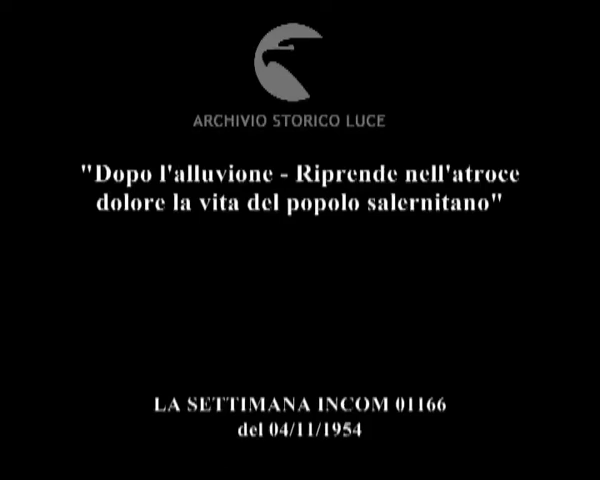 ARCHIVIO STORICO LUCE
"Dopo l'alluvione - Riprende nell'atroce
dolore la vita del popolo salernitano"
LA SETTIMANA INCOM 01166
del 04/11/1954